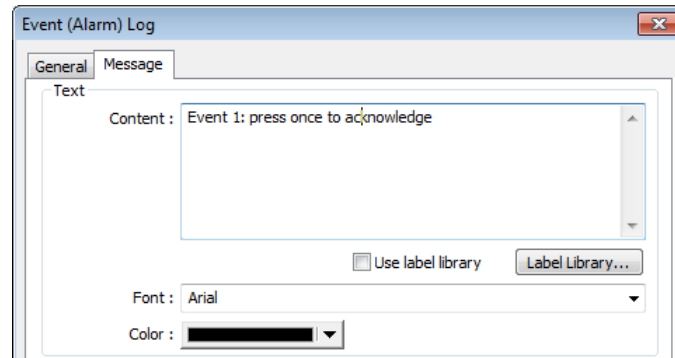 Event (Alarm) Log
General Message
Text
Content : Event 1: press once to acknowledge
Use label library Label Library...
Font : Arial
Color :